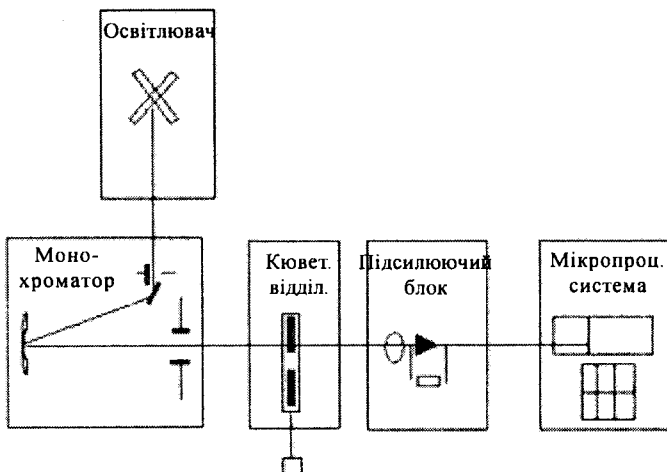 Освітлювач
Моно-
хроматор
Кювет.
відділ.
Підсилюючий
блок
Мікропроц.
система